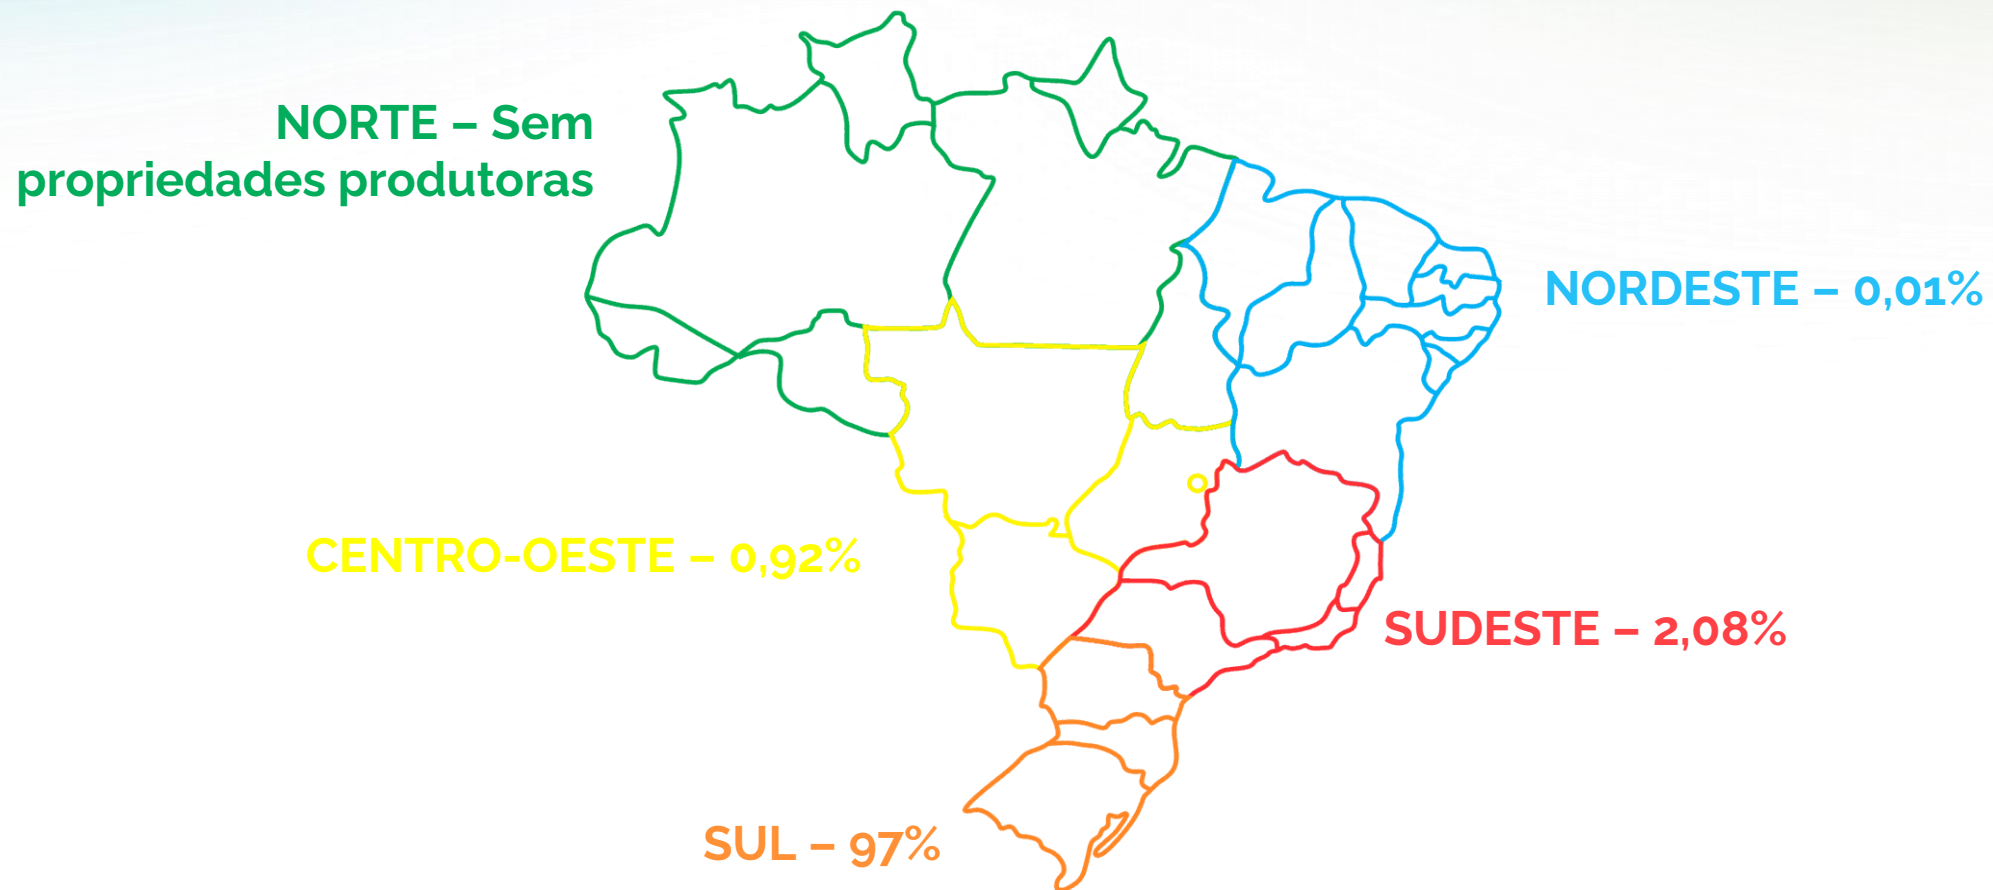 NORTE – Sem
propriedades produtoras
NORDESTE – 0,01%
CENTRO-OESTE – 0,92%
SUDESTE – 2,08%
SUL – 97%